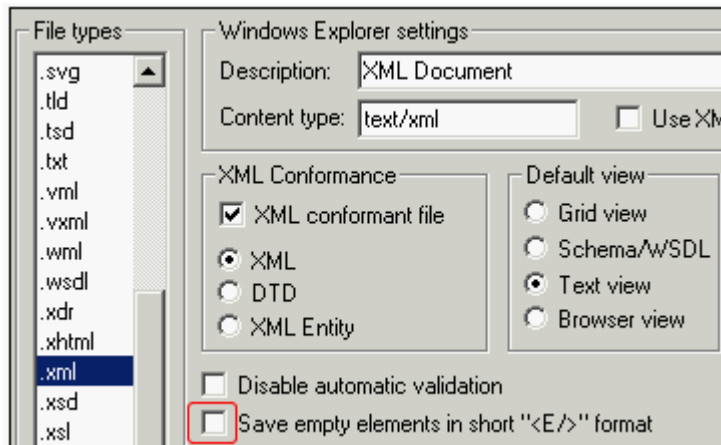 File types
.svg
.tld
.tsd
.txt
.vml
.vxml
.wml
.wsdl
.xdr
.xhtml
.xml
.xsd
.xsl
Windows Explorer settings
Description: XML Document
Content type: text/xml Use XM
XML Conformance
XML conformant file
XML
DTD
XML Entity
Default view
Grid view
Schema/WSDL
Text view
Browser view
Disable automatic validation
Save empty elements in short "<E/>" format